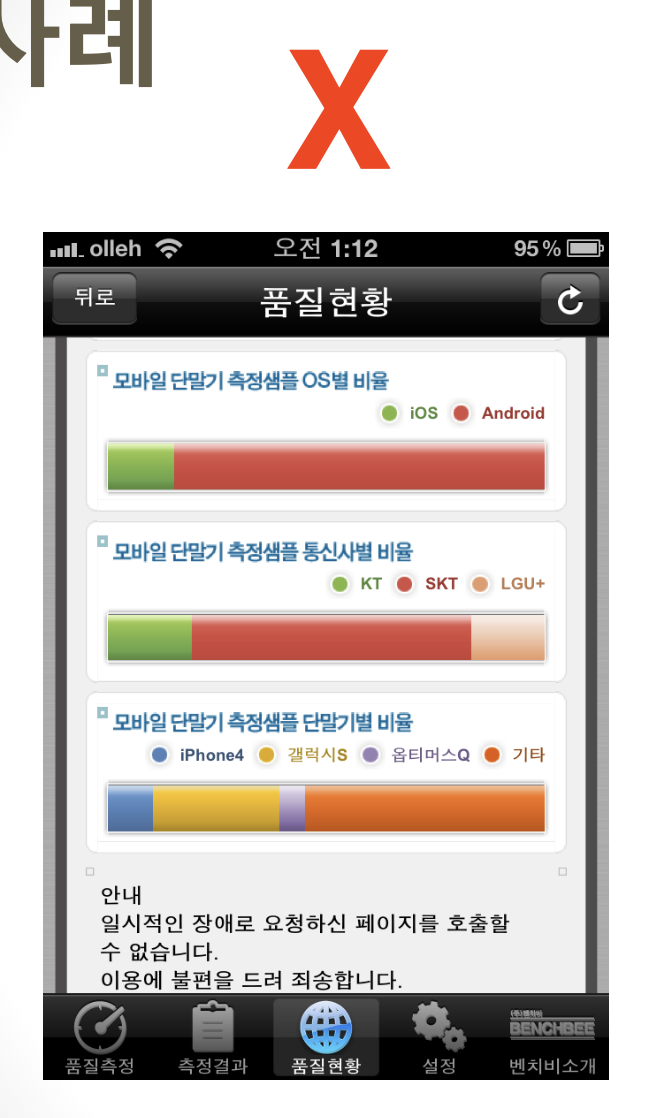 사례
X
olleh 오전 1:12 95%
뒤로 품질현황
모바일 단말기 측정샘플 OS별 비율
iOS Android
모바일 단말기 측정샘플 통신사별 비율
KT SKT LGU+
모바일 단말기 측정샘플 단말기별 비율
iPhone4 갤럭시S 옵티머스Q 기타
안내
일시적인 장애로 요청하신 페이지를 호출할
수 없습니다.
이용에 불편을 드려 죄송합니다.
(주)벤치비
BENCHBEE
품질측정 측정결과 품질현황 설정 벤치비소개